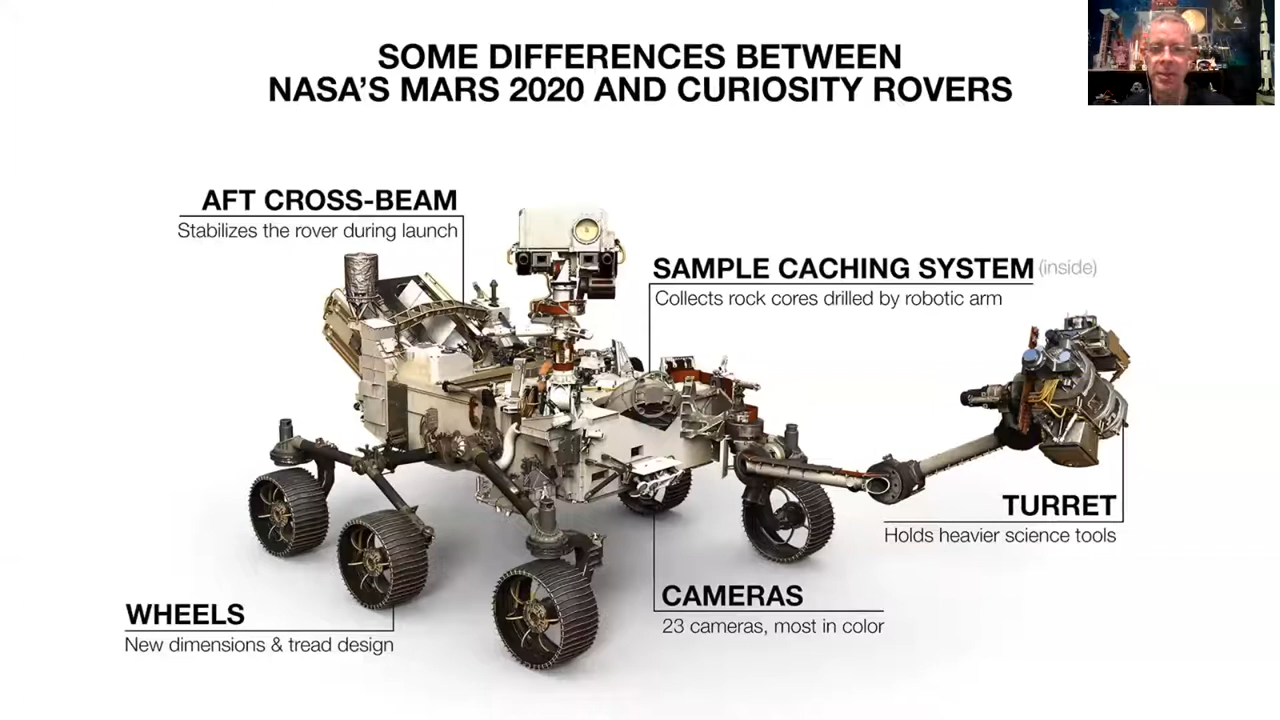 SOME DIFFERENCES BETWEEN
NASA'S MARS 2020 AND CURIOSITY ROVERS
AFT CROSS-BEAM
Stabilizes the rover during launch
SAMPLE CACHING SYSTEM (inside)
Collects rock cores drilled by robotic arm
TURRET
Holds heavier science tools
CAMERAS
23 cameras, most in color
WHEELS
New dimensions & tread design